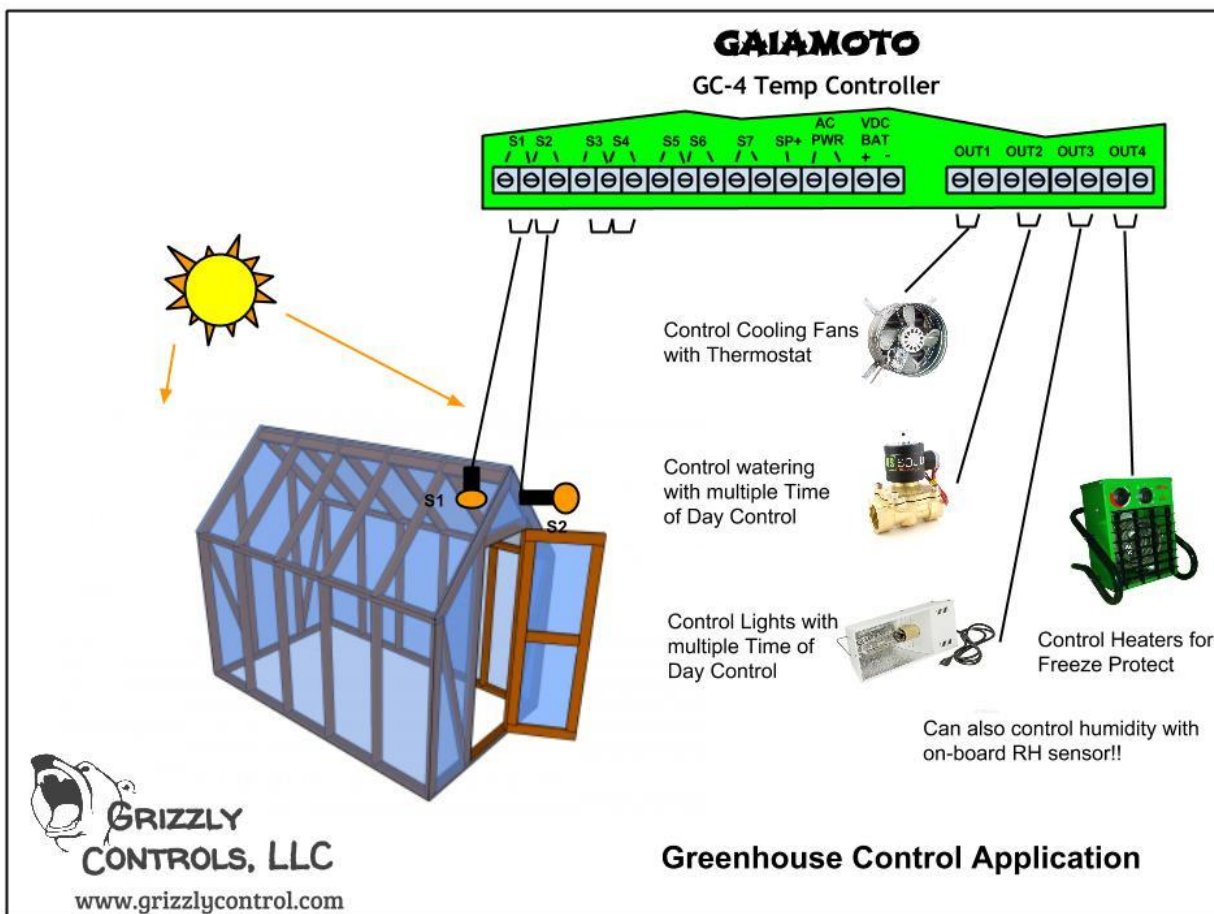 GAIAMOTO
GC-4 Temp Controller
S1 S2 S3 S4 S5 S6 S7 SP+ AC PWR VDC BAT + -
OUT1 OUT2 OUT3 OUT4
Control Cooling Fans
with Thermostat
Control watering
with multiple Time
of Day Control
Control Lights with
multiple Time of
Day Control
Control Heaters for
Freeze Protect
Can also control humidity with
on-board RH sensor!!
S1
S2
GRIZZLY
CONTROLS, LLC
www.grizzlycontrol.com
Greenhouse Control Application